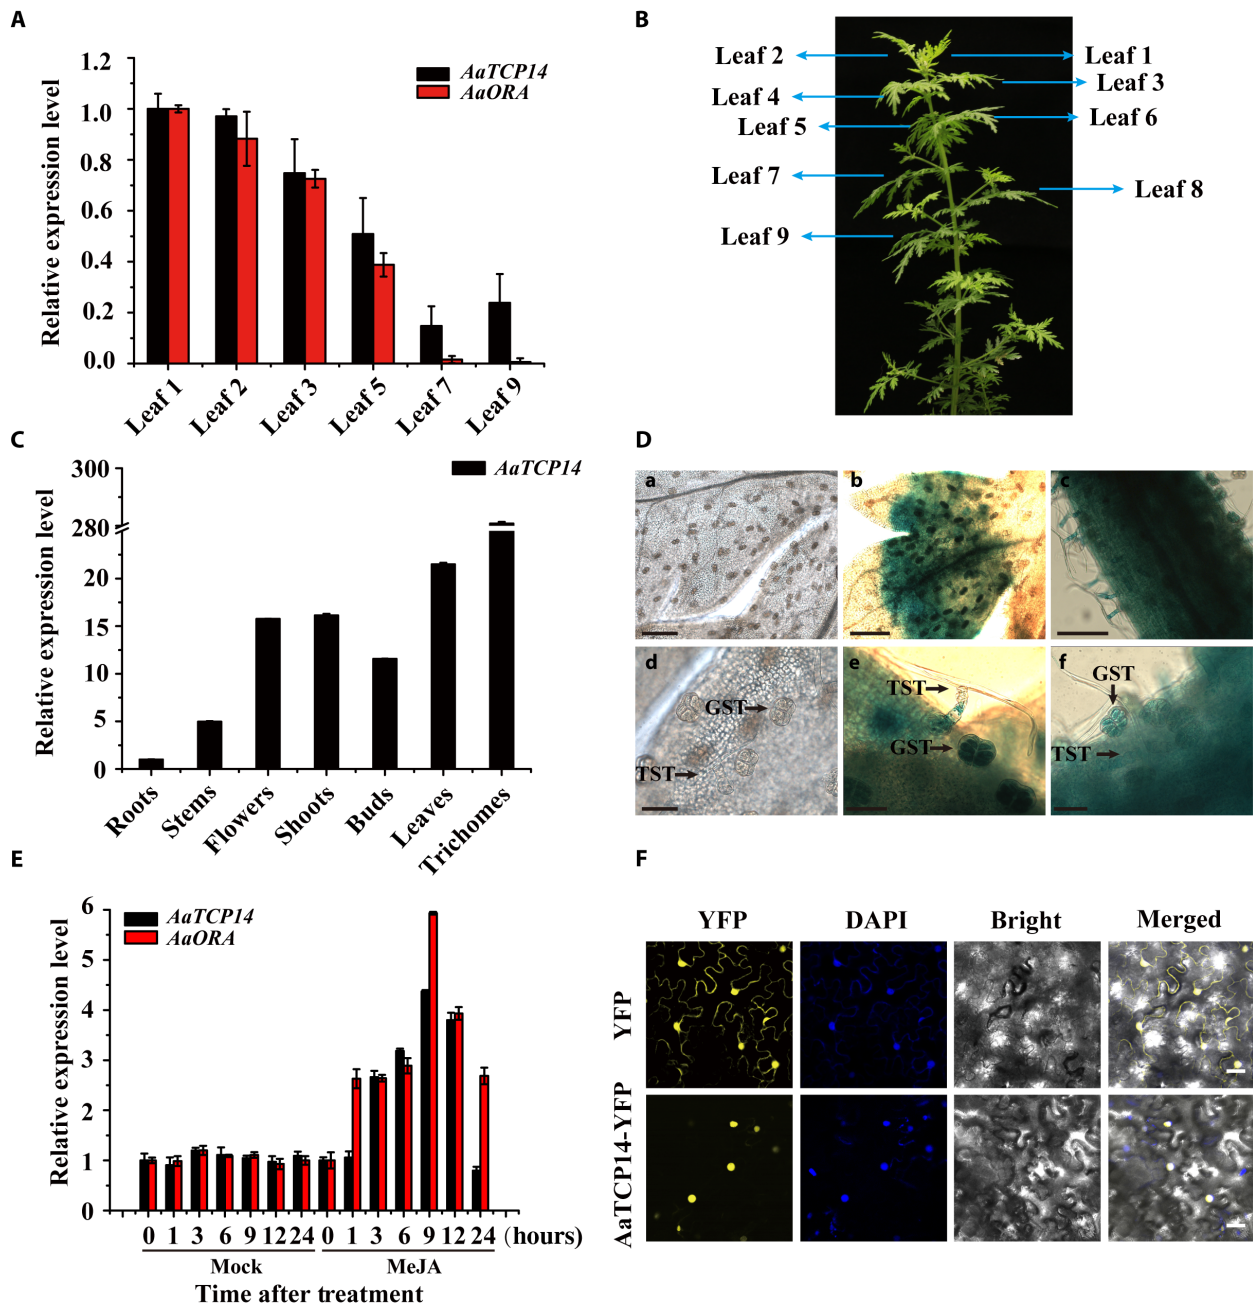 A
Relative expression level
1.2
1.0
0.8
0.6
0.4
0.2
0.0
AaTCP14
AaORA
Leaf 1
Leaf 2
Leaf 3
Leaf 5
Leaf 7
Leaf 9
B
Leaf 2
Leaf 1
Leaf 3
Leaf 4
Leaf 5
Leaf 6
Leaf 7
Leaf 8
Leaf 9
C
Relative expression level
300
280
20
15
10
5
0
AaTCP14
Roots
Stems
Flowers
Shoots
Buds
Leaves
Trichomes
D
a
b
c
d
GST
TST
e
TST
GST
f
GST
TST
E
Relative expression level
6
5
4
3
2
1
0
AaTCP14
AaORA
0 1 3 6 9 12 24 0 1 3 6 9 12 24 (hours)
Mock MeJA
Time after treatment
F
YFP DAPI Bright Merged
YFP
AaTCP14-YFP